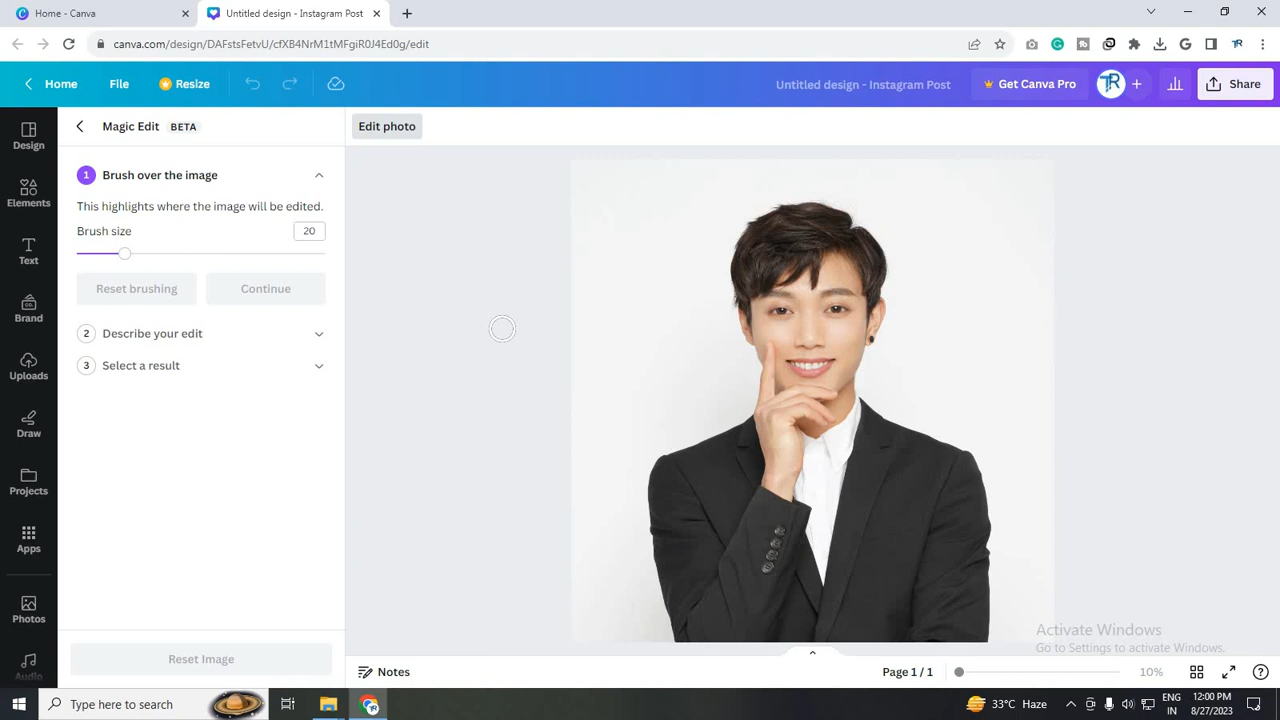 Home - Canva
Untitled design - Instagram Post
canva.com/design/DAFstsFetvU/cfXB4NrM1tMFgiR0J4Ed0g/edit
Home
File
Resize
Untitled design - Instagram Post
Get Canva Pro
Share
Magic Edit BETA
Edit photo
Design
Elements
Text
Brand
Uploads
Draw
Projects
Apps
Photos
Audio
1 Brush over the image
This highlights where the image will be edited.
Brush size 20
Reset brushing
Continue
2 Describe your edit
3 Select a result
Reset Image
Activate Windows
Go to Settings to activate Windows.
Notes
Page 1 / 1
10%
Type here to search
33°C Haze
ENG
IN
12:00 PM
8/27/2023